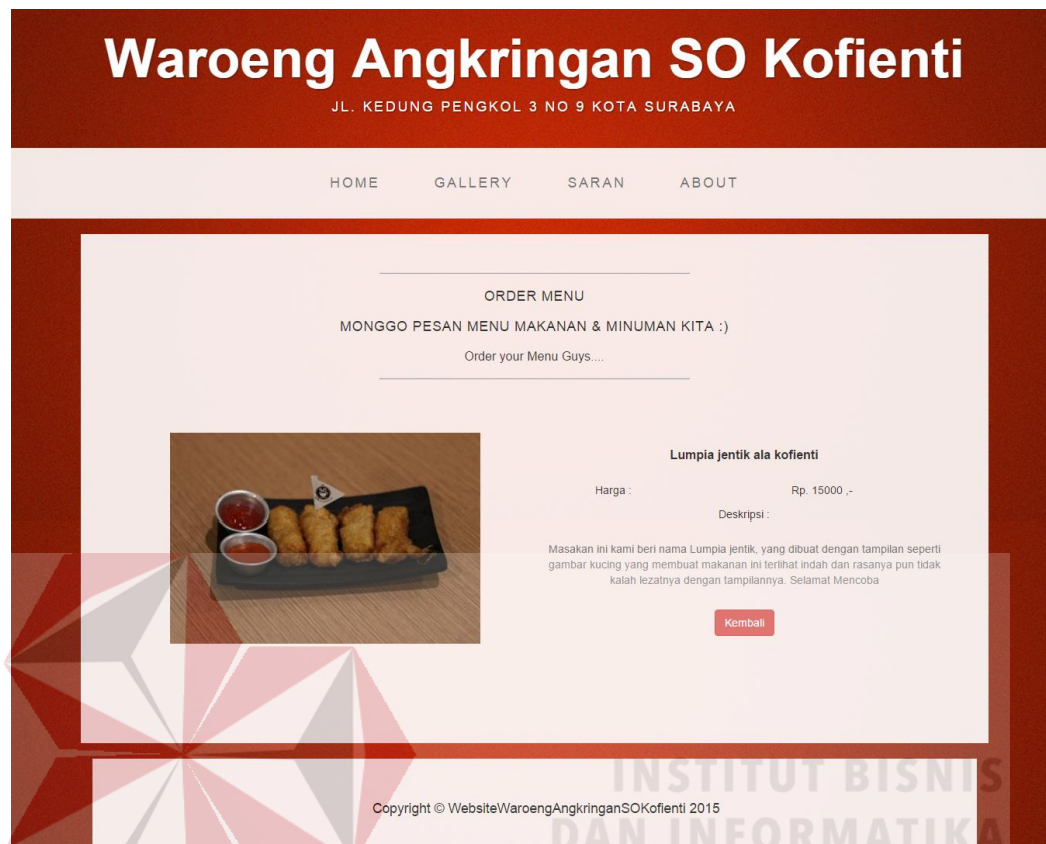 Waroeng Angkringan SO Kofienti
JL. KEDUNG PENGKOL 3 NO 9 KOTA SURABAYA
HOME GALLERY SARAN ABOUT
ORDER MENU
MONGGO PESAN MENU MAKANAN & MINUMAN KITA :)
Order your Menu Guys....
Lumpia jentik ala kofienti
Harga : Rp. 15000 ,-
Deskripsi :
Masakan ini kami beri nama Lumpia jentik, yang dibuat dengan tampilan seperti
gambar kucing yang membuat makanan ini terlihat indah dan rasanya pun tidak
kalah lezatnya dengan tampilannya. Selamat Mencoba
Kembali
INSTITUT BISNIS
Copyright © WebsiteWaroengAngkringanSOKofienti 2015
DAN INFORMATIKA